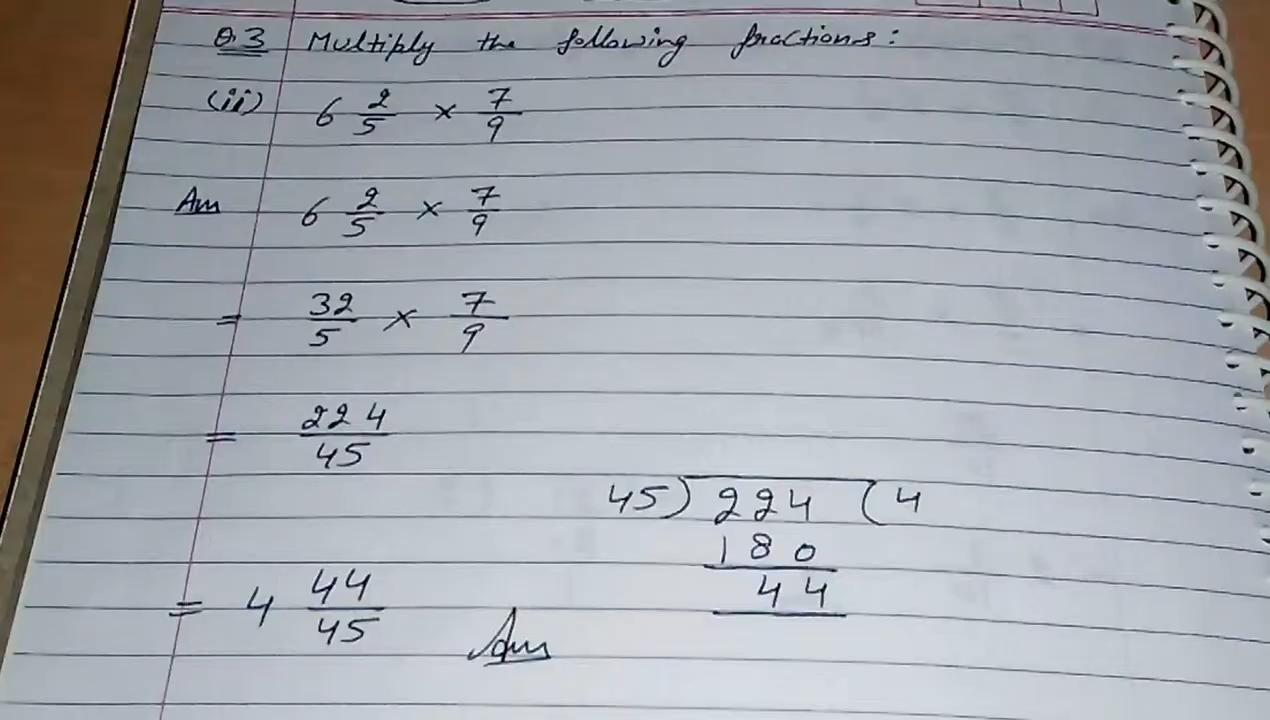 Q.3 Multiply the following fractions:
(ii) 6 2/5 × 7/9
Ans 6 2/5 × 7/9
= 32/5 × 7/9
= 224/45
45) 224 (4
180
44
= 4 44/45 Ans